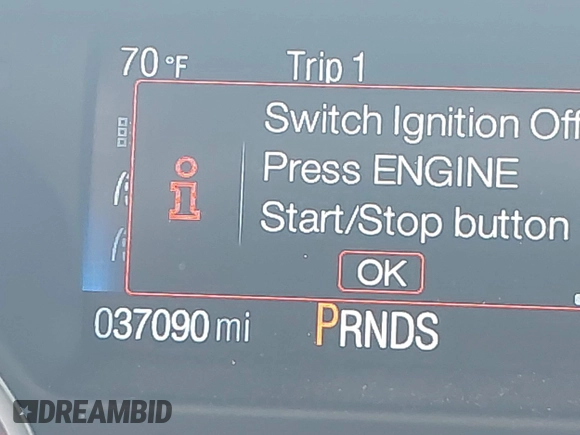 70 °F Trip 1
Switch Ignition Off
Press ENGINE
Start/Stop button
OK
037090 mi PRNDS
DREAMBID